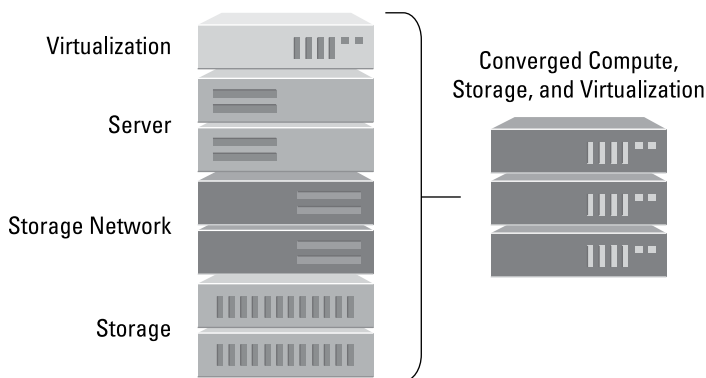 Virtualization
Server
Storage Network
Storage
Converged Compute,
Storage, and Virtualization